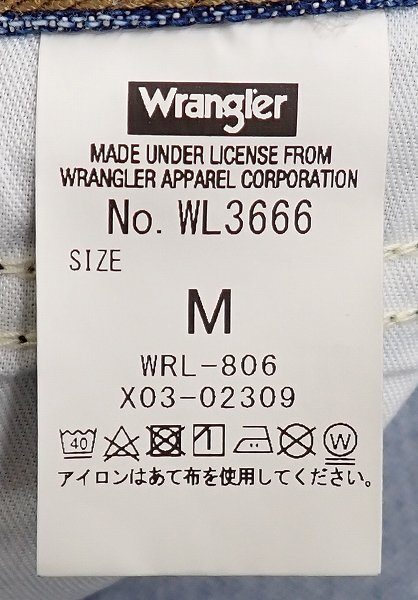 Wrangler
MADE UNDER LICENSE FROM
WRANGLER APPAREL CORPORATION
No. WL3666
SIZE
M
WRL-806
X03-02309
40 W
アイロンはあて布を使用してください。